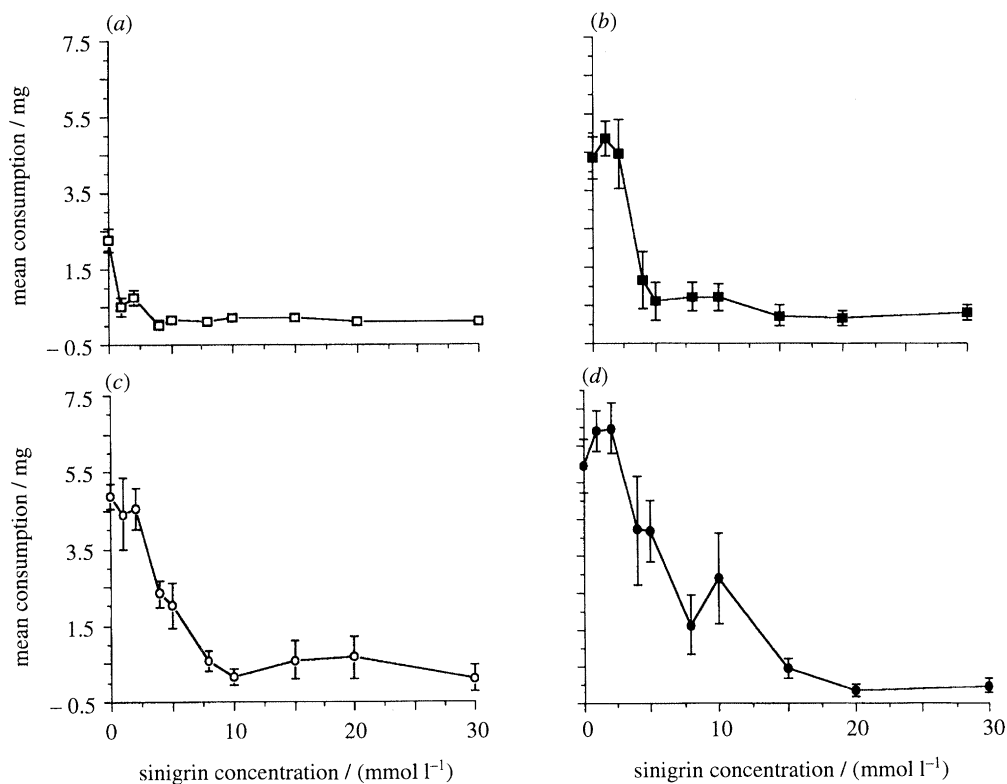 (a)
(b)
7.5
5.5
3.5
1.5
– 0.5
mean consumption / mg
(c)
(d)
7.5
5.5
3.5
1.5
– 0.5
mean consumption / mg
0
10
20
30
0
10
20
30
sinigrin concentration / (mmol l⁻¹)
sinigrin concentration / (mmol l⁻¹)